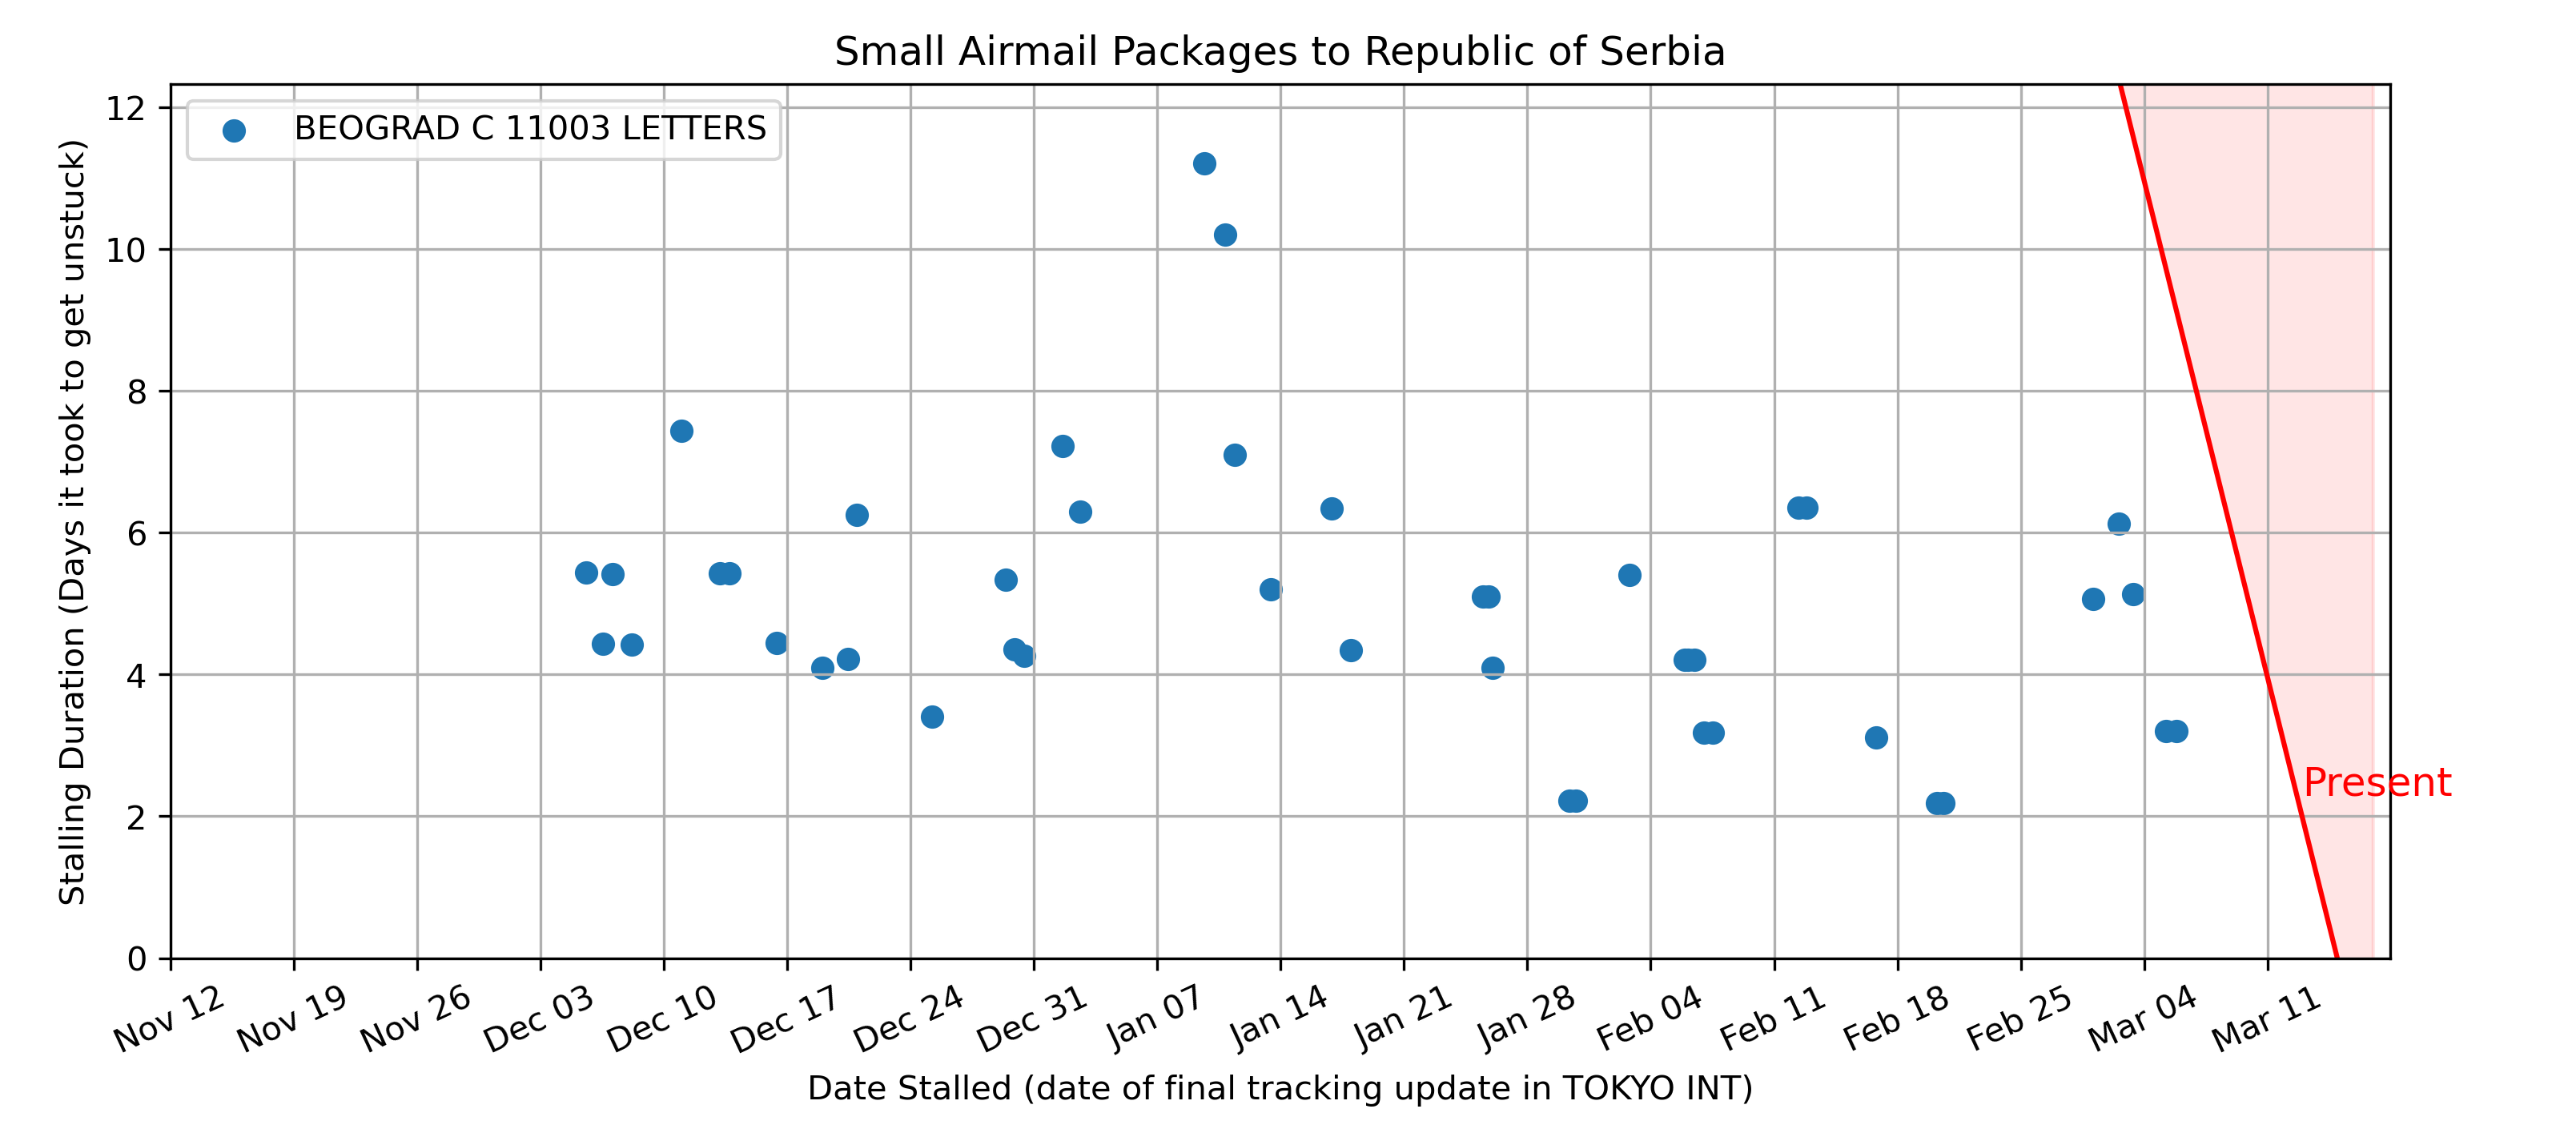 Small Airmail Packages to Republic of Serbia
BEOGRAD C 11003 LETTERS
Stalling Duration (Days it took to get unstuck)
12
10
8
6
4
2
0
Present
Nov 12
Nov 19
Nov 26
Dec 03
Dec 10
Dec 17
Dec 24
Dec 31
Jan 07
Jan 14
Jan 21
Jan 28
Feb 04
Feb 11
Feb 18
Feb 25
Mar 04
Mar 11
Date Stalled (date of final tracking update in TOKYO INT)